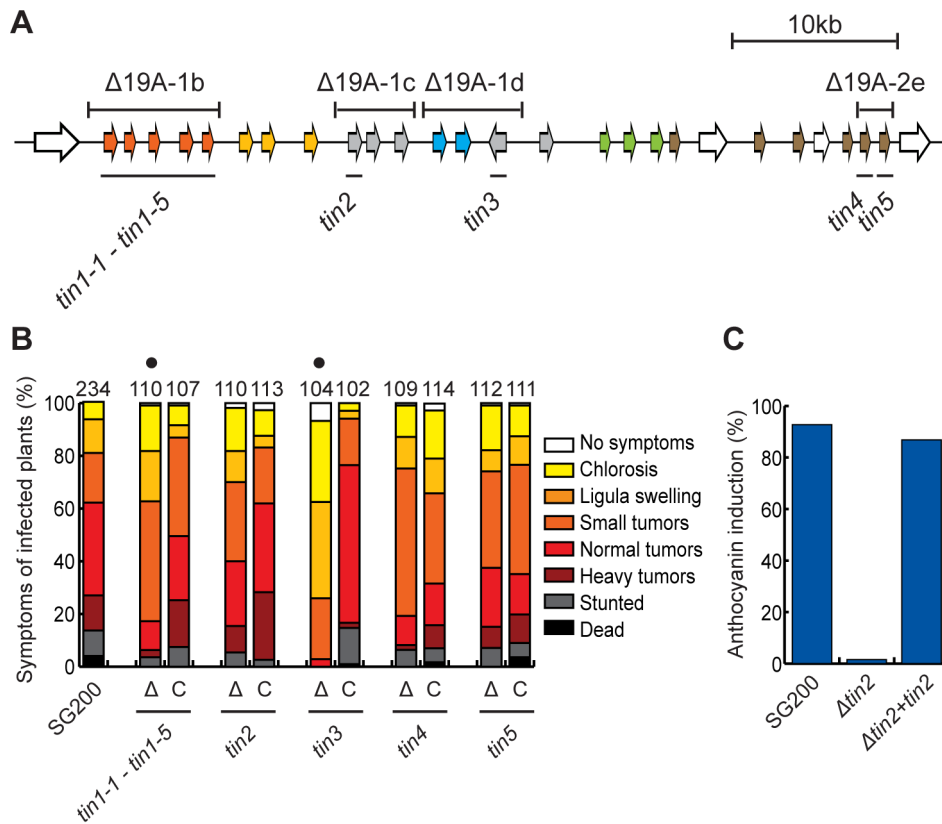 A
10kb
Δ19A-1b
Δ19A-1c
Δ19A-1d
Δ19A-2e
tin1-1 - tin1-5
tin2
tin3
tin4
tin5
B
234
110
107
110
113
104
102
109
114
112
111
Symptoms of infected plants (%)
100
80
60
40
20
0
SG200
Δ
C
Δ
C
Δ
C
Δ
C
Δ
C
tin1-1 - tin1-5
tin2
tin3
tin4
tin5
No symptoms
Chlorosis
Ligula swelling
Small tumors
Normal tumors
Heavy tumors
Stunted
Dead
C
Anthocyanin induction (%)
100
80
60
40
20
0
SG200
Δtin2
Δtin2+tin2